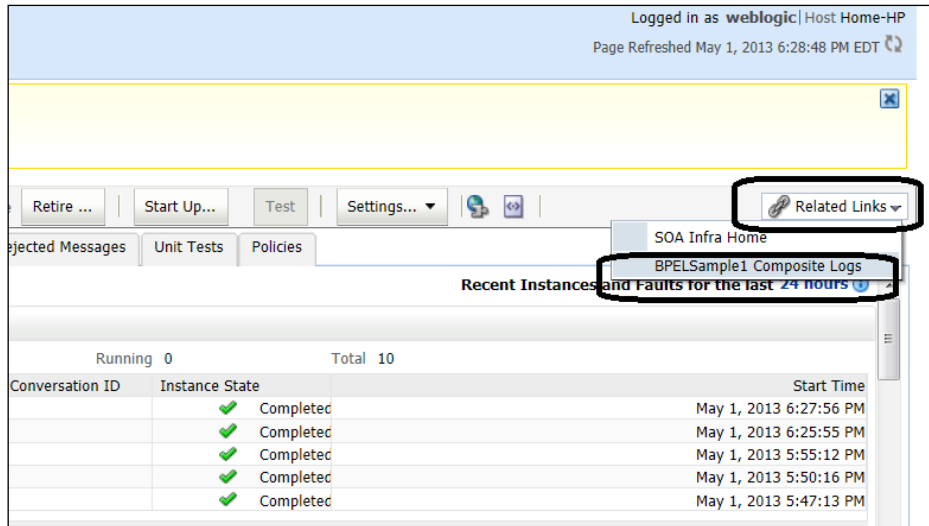 Logged in as weblogic| Host Home-HP
Page Refreshed May 1, 2013 6:28:48 PM EDT
Retire ... Start Up... Test Settings... Related Links
SOA Infra Home
ejected Messages Unit Tests Policies
BPELSample1 Composite Logs
Recent Instances and Faults for the last 24 hours
Running 0 Total 10
Conversation ID Instance State Start Time
Completed May 1, 2013 6:27:56 PM
Completed May 1, 2013 6:25:55 PM
Completed May 1, 2013 5:55:12 PM
Completed May 1, 2013 5:50:16 PM
Completed May 1, 2013 5:47:13 PM